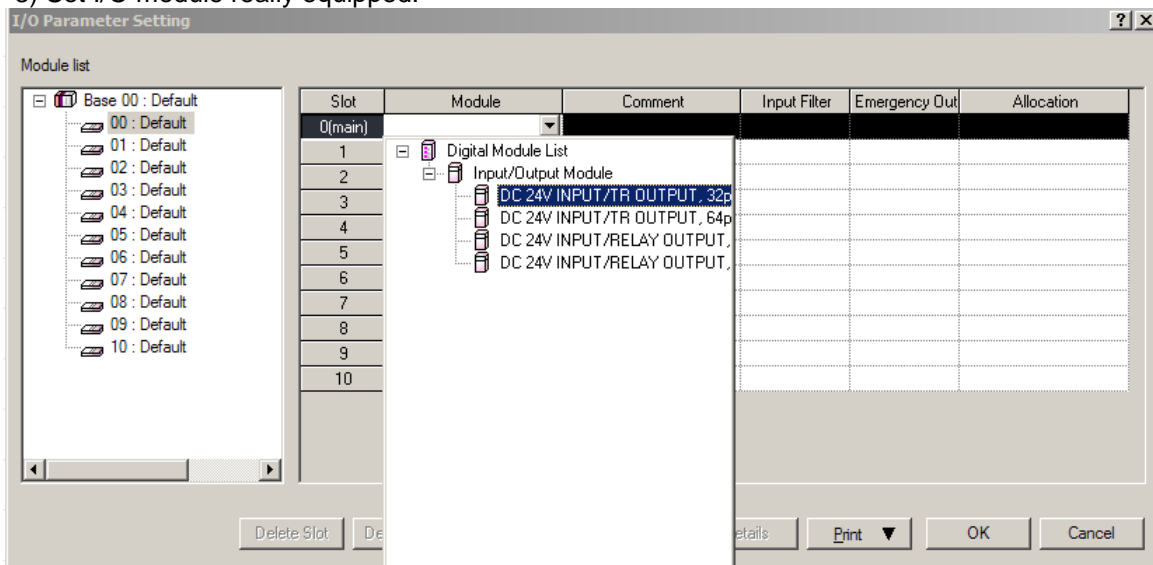 Set I/O module really equipped.
I/O Parameter Setting
? ×
Module list
Base 00 : Default
00 : Default
01 : Default
02 : Default
03 : Default
04 : Default
05 : Default
06 : Default
07 : Default
08 : Default
09 : Default
10 : Default
Slot Module Comment Input Filter Emergency Out Allocation
0(main)
1
2
3
4
5
6
7
8
9
10
Digital Module List
Input/Output Module
DC 24V INPUT/TR OUTPUT, 32p
DC 24V INPUT/TR OUTPUT, 64p
DC 24V INPUT/RELAY OUTPUT,
DC 24V INPUT/RELAY OUTPUT,
Delete Slot De etails Print ▼ OK Cancel